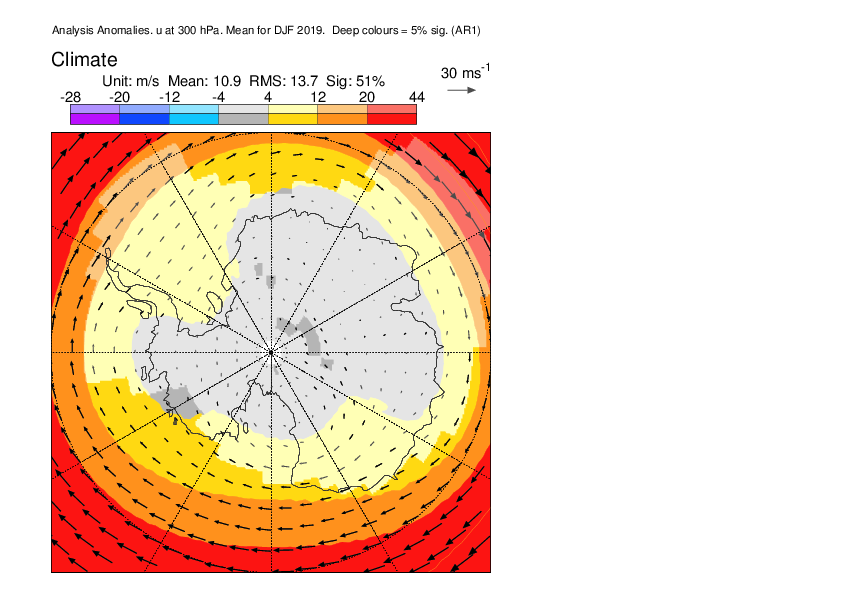 Analysis Anomalies. u at 300 hPa. Mean for DJF 2019. Deep colours = 5% sig. (AR1)
Climate
30 ms-1
Unit: m/s Mean: 10.9 RMS: 13.7 Sig: 51%
-28 -20 -12 -4 4 12 20 44